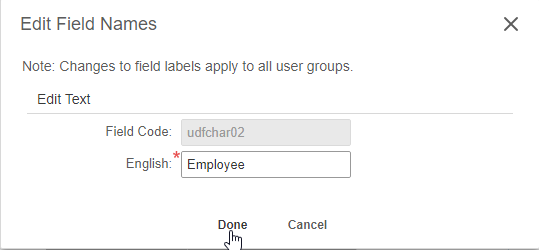 Edit Field Names
Note: Changes to field labels apply to all user groups.
Edit Text
Field Code: udfchar02
English:* Employee
Done Cancel